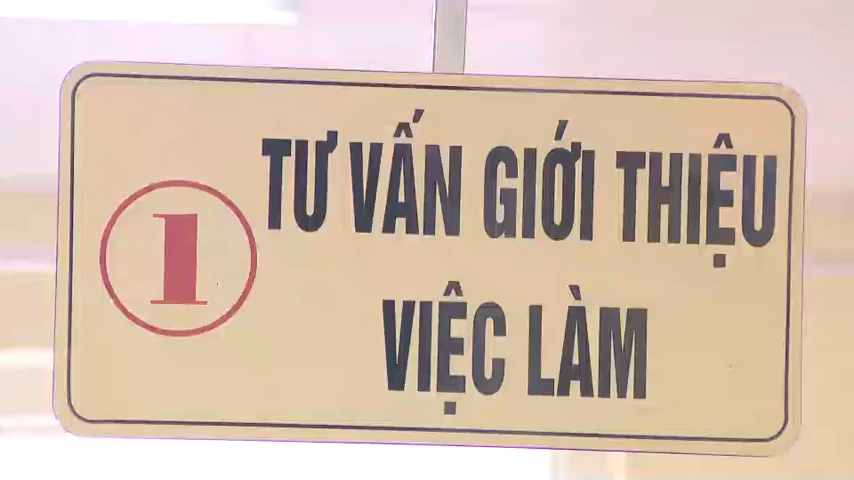 1
TƯ VẤN GIỚI THIỆU
VIỆC LÀM